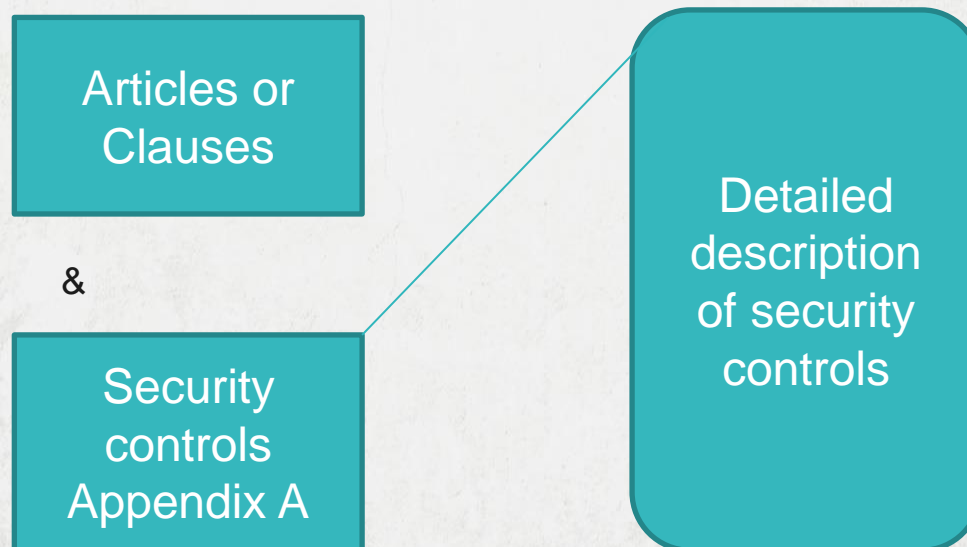 Articles or
Clauses
&
Security
controls
Appendix A
Detailed
description
of security
controls